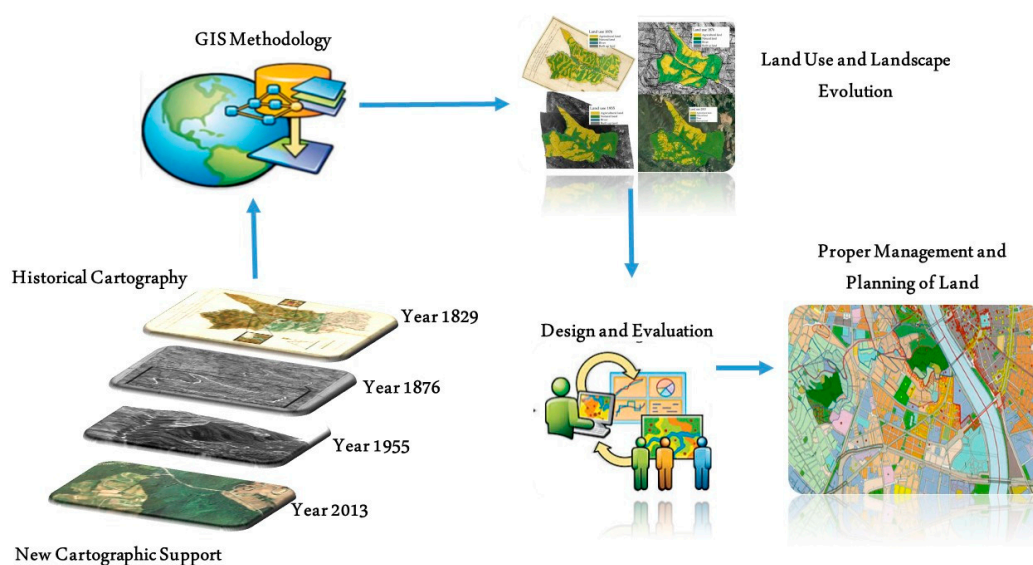 GIS Methodology
Land Use and Landscape
Evolution
Historical Cartography
Year 1829
Year 1876
Year 1955
Year 2013
New Cartographic Support
Design and Evaluation
Proper Management and
Planning of Land